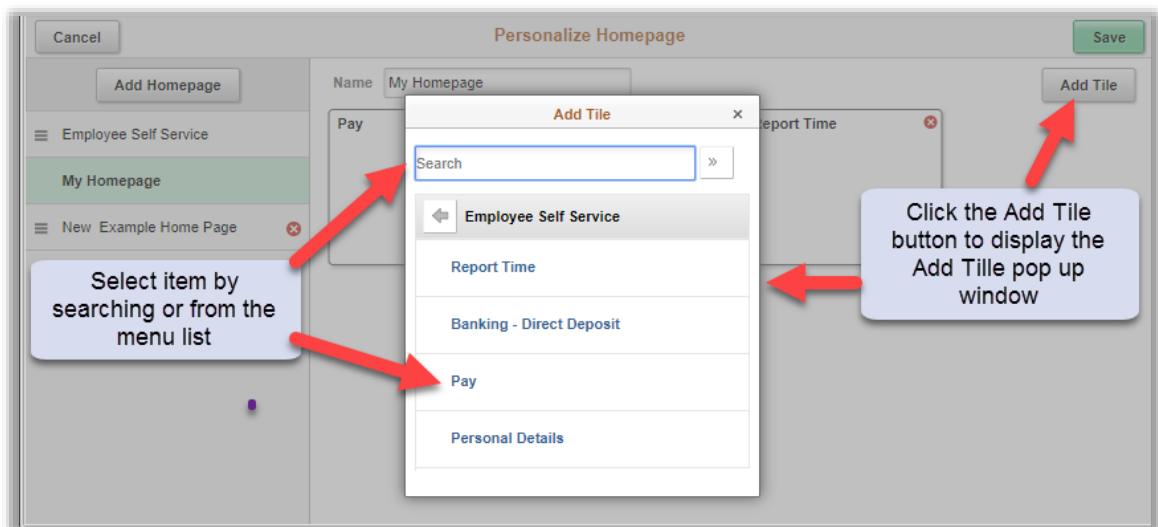 Cancel
Personalize Homepage
Save
Add Homepage
Name
My Homepage
Add Tile
Employee Self Service
My Homepage
New Example Home Page
Pay
Report Time
Add Tile
×
Search
»
Employee Self Service
Report Time
Banking - Direct Deposit
Pay
Personal Details
Select item by
searching or from the
menu list
Click the Add Tile
button to display the
Add Tille pop up
window